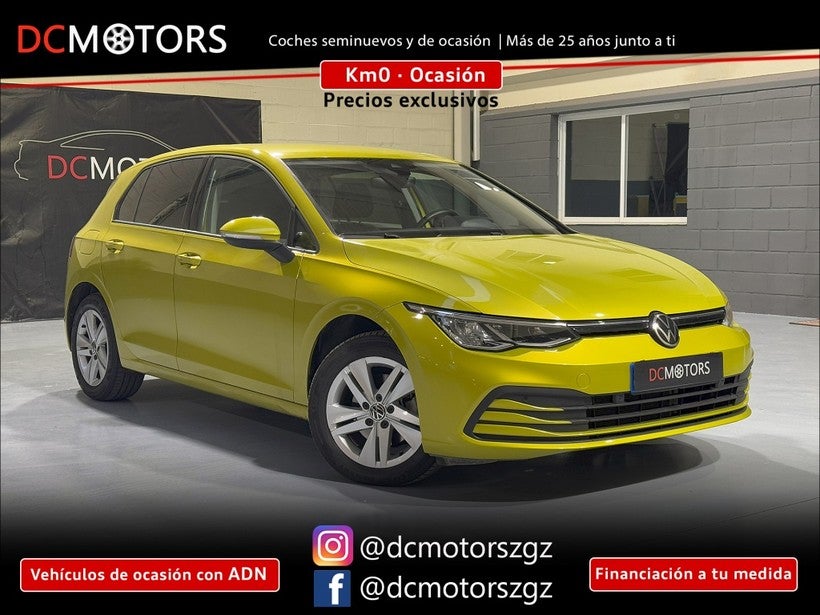 DCMOTORS
Coches seminuevos y de ocasión | Más de 25 años junto a ti
Km0 · Ocasión
Precios exclusivos
DCMOTO
DCMOTORS
@dcmotorszgz
@dcmotorszgz
Vehículos de ocasión con ADN
Financiación a tu medida